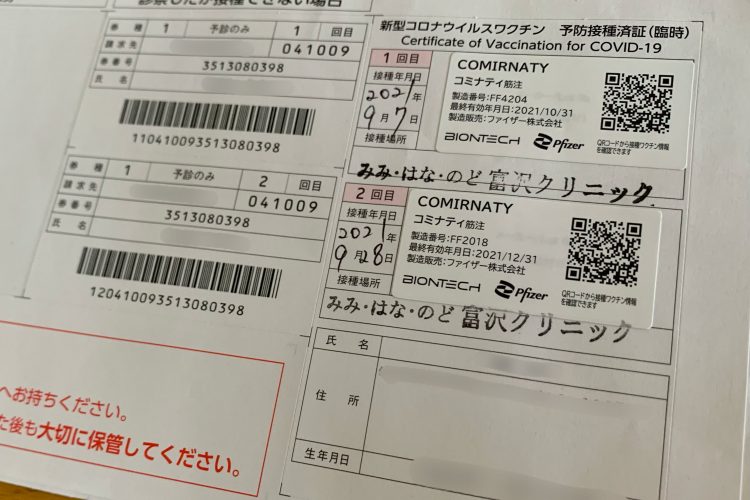 診察したが接種できない場合
券種 1 予診のみ 1 回目
請求先 041009
券番号 3513080398
氏名
110410093513080398
券種 1 予診のみ 2 回目
請求先 041009
券番号 3513080398
氏名
120410093513080398
へお持ちください。
た後も大切に保管してください。
新型コロナウイルスワクチン 予防接種済証(臨時)
Certificate of Vaccination for COVID-19
1 回目
接種年月日
2021年
9月7日
接種場所
COMIRNATY
コミナティ筋注
製造番号:FF4204
最終有効年月日:2021/10/31
製造販売:ファイザー株式会社
BIONTECH Pfizer
QRコードから接種ワクチン情報
を確認できます
みみ・はな・のど 富沢クリニック
2 回目
接種年月日
2021年
9月28日
接種場所
COMIRNATY
コミナティ筋注
製造番号:FF2018
最終有効年月日:2021/12/31
製造販売:ファイザー株式会社
BIONTECH Pfizer
QRコードから接種ワクチン情報
を確認できます
みみ・はな・のど 富沢クリニック
氏名
住所
生年月日